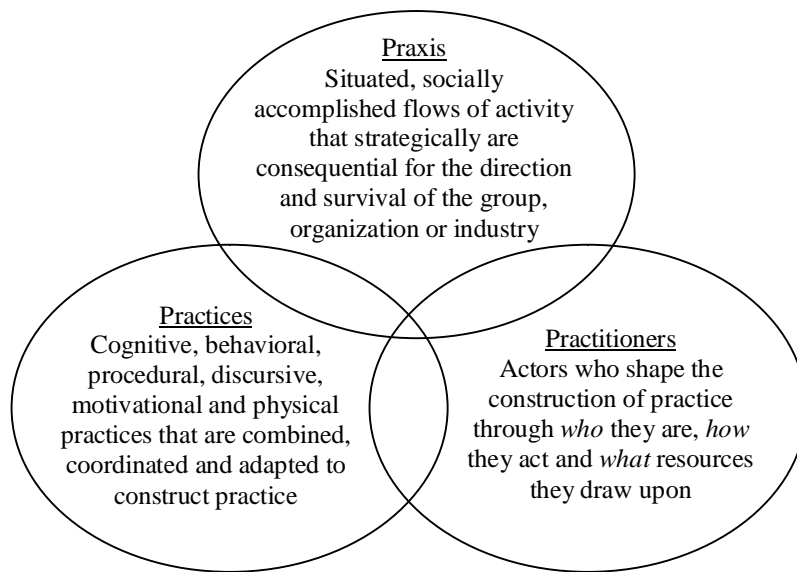 Praxis
Situated, socially
accomplished flows of activity
that strategically are
consequential for the direction
and survival of the group,
organization or industry
Practices
Cognitive, behavioral,
procedural, discursive,
motivational and physical
practices that are combined,
coordinated and adapted to
construct practice
Practitioners
Actors who shape the
construction of practice
through who they are, how
they act and what resources
they draw upon